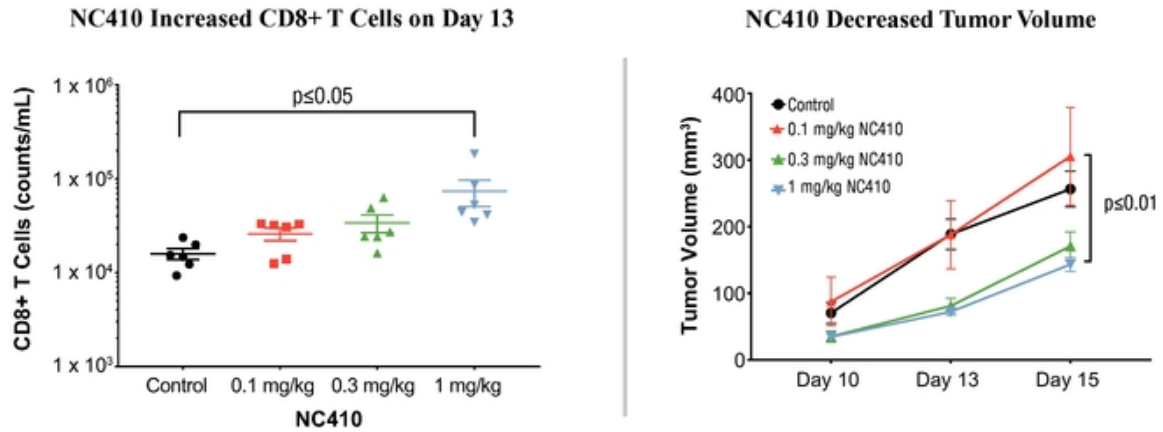 NC410 Increased CD8+ T Cells on Day 13
CD8+ T Cells (counts/mL)
1 x 10⁶
1 x 10⁵
1 x 10⁴
1 x 10³
p≤0.05
Control 0.1 mg/kg 0.3 mg/kg 1 mg/kg
NC410
NC410 Decreased Tumor Volume
Tumor Volume (mm³)
400
300
200
100
0
Control
0.1 mg/kg NC410
0.3 mg/kg NC410
1 mg/kg NC410
p≤0.01
Day 10 Day 13 Day 15